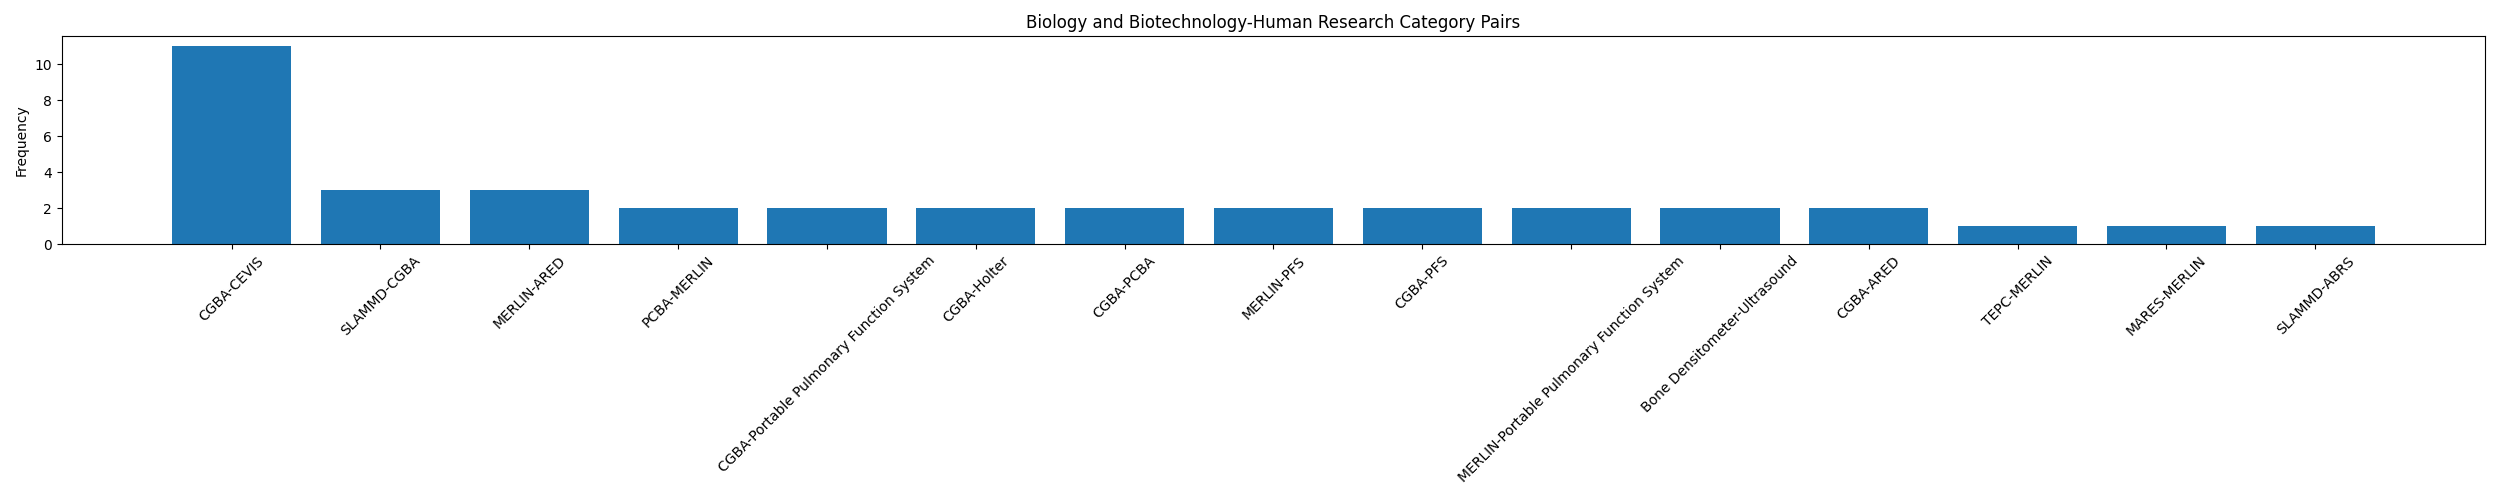 Biology and Biotechnology-Human Research Category Pairs
Frequency
10
8
6
4
2
0
CGBA-CEVIS
SLAMMD-CGBA
MERLIN-ARED
PCBA-MERLIN
CGBA-Portable Pulmonary Function System
CGBA-Holter
CGBA-PCBA
MERLIN-PFS
CGBA-PFS
MERLIN-Portable Pulmonary Function System
Bone Densitometer-Ultrasound
CGBA-ARED
TEPC-MERLIN
MARES-MERLIN
SLAMMD-ABRS